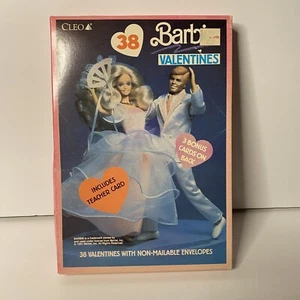 CLEO
38
Barbie
VALENTINES
3 BONUS
CARDS ON
BACK
INCLUDES
TEACHER CARD
38 VALENTINES WITH NON-MAILABLE ENVELOPES